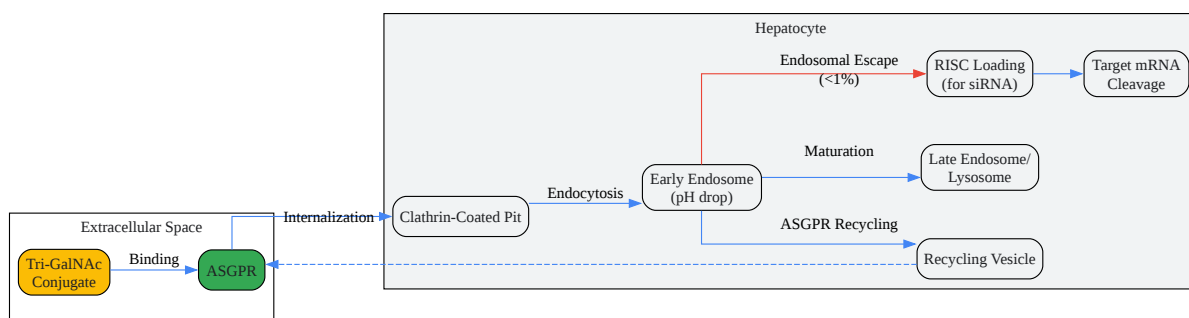 Hepatocyte
Endosomal Escape
(<1%)
RISC Loading
(for siRNA)
Target mRNA
Cleavage
Maturation
Late Endosome/
Lysosome
Early Endosome
(pH drop)
Endocytosis
Clathrin-Coated Pit
Internalization
ASGPR Recycling
Recycling Vesicle
Extracellular Space
Tri-GalNAc
Conjugate
Binding
ASGPR